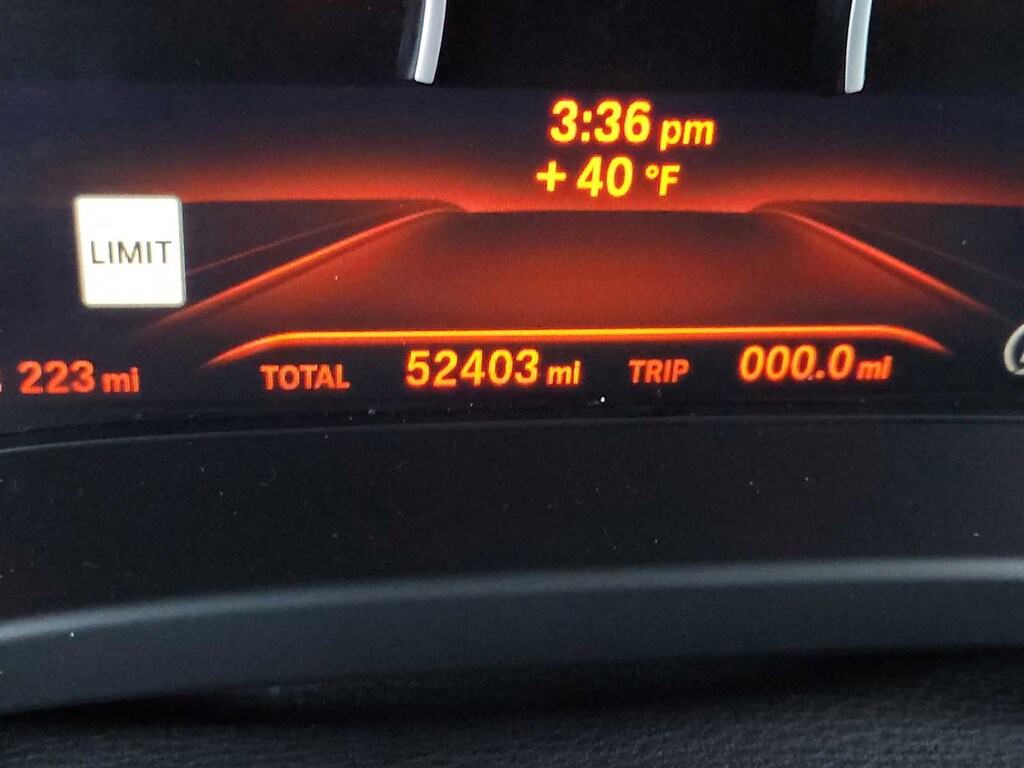 3:36 pm
+ 40 °F
LIMIT
223 mi TOTAL 52403 mi TRIP 000.0 mi